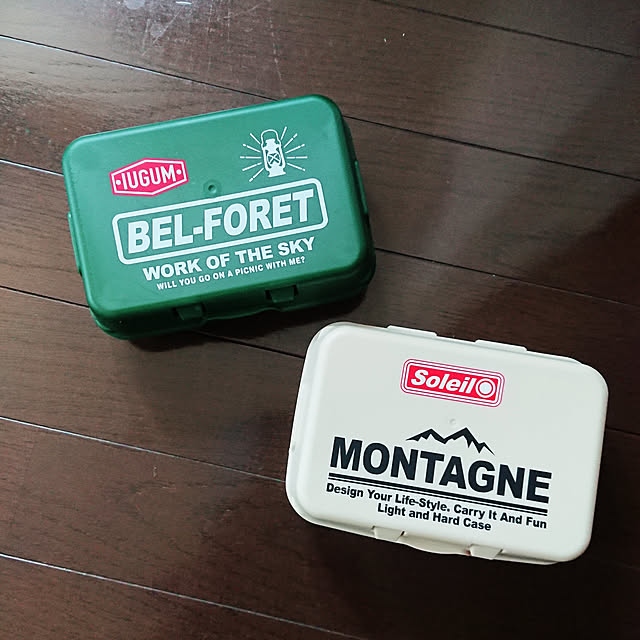 ·IUGUM·
BEL-FORET
WORK OF THE SKY
WILL YOU GO ON A PICNIC WITH ME?
Soleil
MONTAGNE
Design Your Life-Style. Carry It And Fun
Light and Hard Case